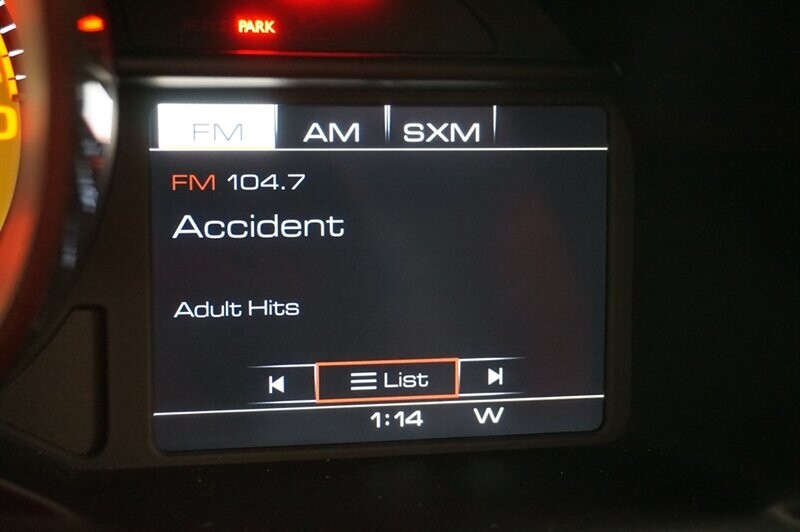 PARK
FM AM SXM
FM 104.7
Accident
Adult Hits
List
1:14 W